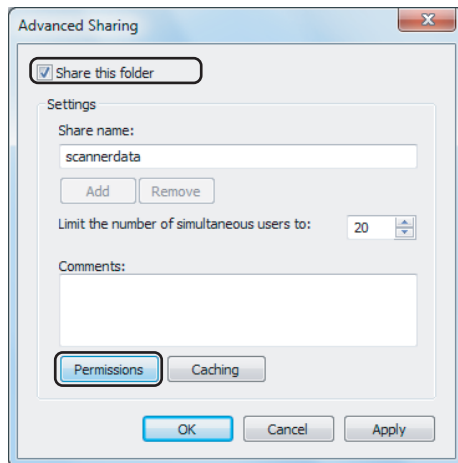 Advanced Sharing
Share this folder
Settings
Share name:
scannerdata
Add Remove
Limit the number of simultaneous users to: 20
Comments:
Permissions Caching
OK Cancel Apply